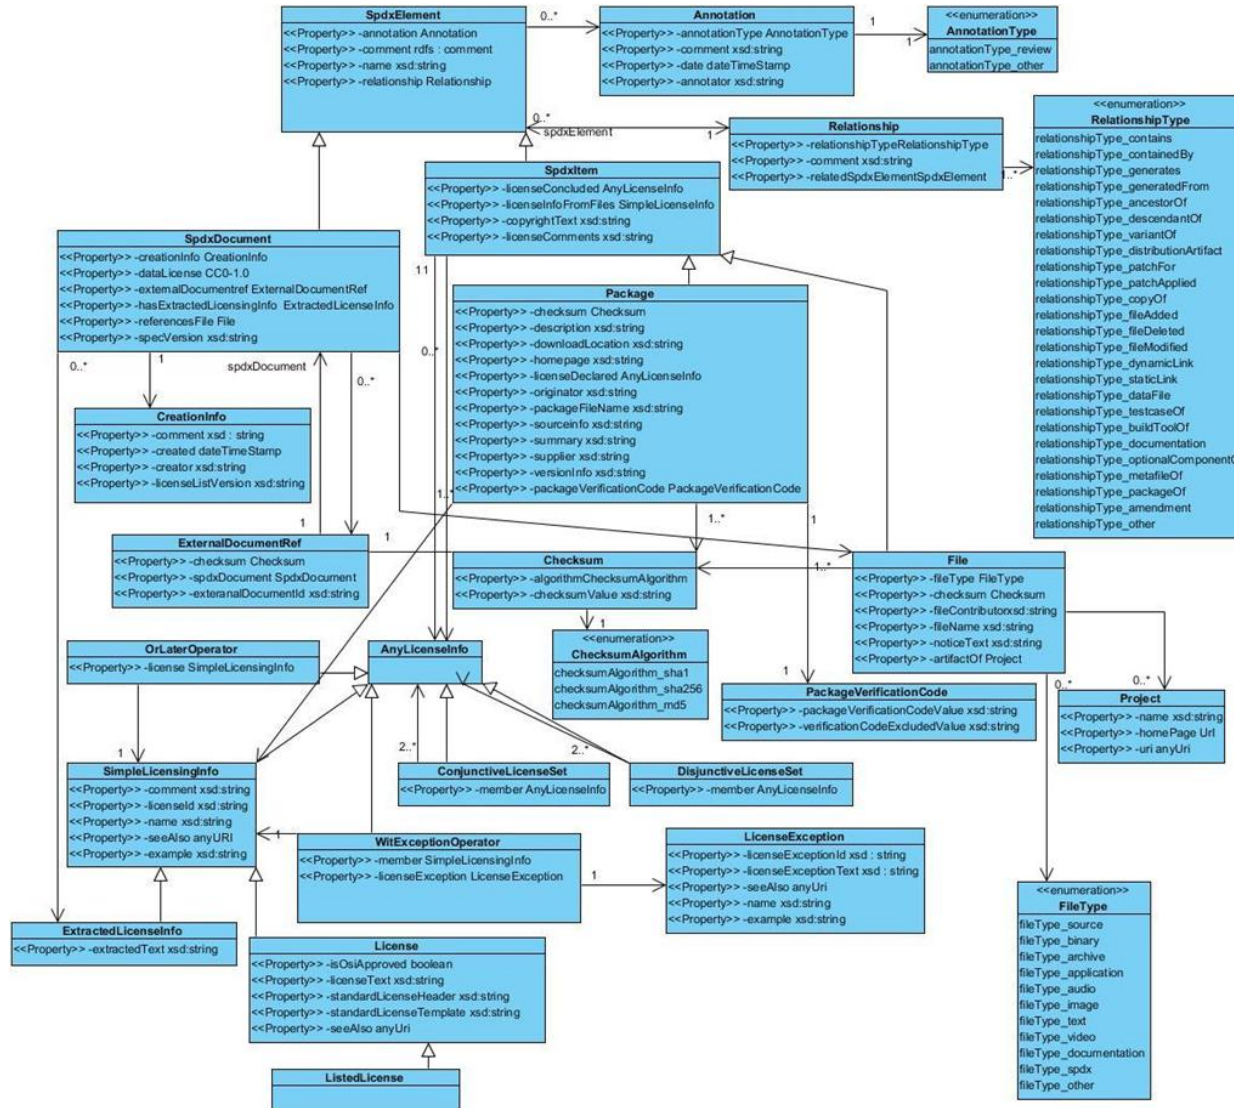 SpdxElement
<<Property>> -annotation Annotation
<<Property>> -comment rdfs : comment
<<Property>> -name xsd:string
<<Property>> -relationship Relationship
0..*
Annotation
<<Property>> -annotationType AnnotationType
<<Property>> -comment xsd:string
<<Property>> -date dateTimeStamp
<<Property>> -annotator xsd:string
1
1
<<enumeration>>
AnnotationType
annotationType_review
annotationType_other
0..*
spdxElement
1
Relationship
<<Property>> -relationshipTypeRelationshipType
<<Property>> -comment xsd:string
<<Property>> -relatedSpdxElementSpdxElement
1..*
<<enumeration>>
RelationshipType
relationshipType_contains
relationshipType_containedBy
relationshipType_generates
relationshipType_generatedFrom
relationshipType_ancestorOf
relationshipType_descendantOf
relationshipType_variantOf
relationshipType_distributionArtifact
relationshipType_patchFor
relationshipType_patchApplied
relationshipType_copyOf
relationshipType_fileAdded
relationshipType_fileDeleted
relationshipType_fileModified
relationshipType_dynamicLink
relationshipType_staticLink
relationshipType_dataFile
relationshipType_testcaseOf
relationshipType_buildToolOf
relationshipType_documentation
relationshipType_optionalComponentO
relationshipType_metafileOf
relationshipType_packageOf
relationshipType_amendment
relationshipType_other
SpdxItem
<<Property>> -licenseConcluded AnyLicenseInfo
<<Property>> -licenseInfoFromFiles SimpleLicenseInfo
<<Property>> -copyrightText xsd:string
<<Property>> -licenseComments xsd:string
11
0..*
SpdxDocument
<<Property>> -creationInfo CreationInfo
<<Property>> -dataLicense CC0-1.0
<<Property>> -externalDocumentref ExternalDocumentRef
<<Property>> -hasExtractedLicensingInfo ExtractedLicenseInfo
<<Property>> -referencesFile File
<<Property>> -specVersion xsd:string
0..*
1
spdxDocument
0..*
Package
<<Property>> -checksum Checksum
<<Property>> -description xsd:string
<<Property>> -downloadLocation xsd:string
<<Property>> -homepage xsd:string
<<Property>> -licenseDeclared AnyLicenseInfo
<<Property>> -originator xsd:string
<<Property>> -packageFileName xsd:string
<<Property>> -sourceinfo xsd:string
<<Property>> -summary xsd:string
<<Property>> -supplier xsd:string
<<Property>> -versionInfo xsd:string
<<Property>> -packageVerificationCode PackageVerificationCode
1..*
1..*
1
CreationInfo
<<Property>> -comment xsd : string
<<Property>> -created dateTimeStamp
<<Property>> -creator xsd:string
<<Property>> -licenseListVersion xsd:string
1
ExternalDocumentRef
<<Property>> -checksum Checksum
<<Property>> -spdxDocument SpdxDocument
<<Property>> -exteranalDocumentId xsd:string
1
Checksum
<<Property>> -algorithmChecksumAlgorithm
<<Property>> -checksumValue xsd:string
1..*
1
File
<<Property>> -fileType FileType
<<Property>> -checksum Checksum
<<Property>> -fileContributorxsd:string
<<Property>> -fileName xsd:string
<<Property>> -noticeText xsd:string
<<Property>> -artifactOf Project
0..*
0..*
<<enumeration>>
ChecksumAlgorithm
checksumAlgorithm_sha1
checksumAlgorithm_sha256
checksumAlgorithm_md5
1
PackageVerificationCode
<<Property>> -packageVerificationCodeValue xsd:string
<<Property>> -verificationCodeExcludedValue xsd:string
Project
<<Property>> -name xsd:string
<<Property>> -homePage Url
<<Property>> -uri anyUri
OrLaterOperator
<<Property>> -license SimpleLicensingInfo
AnyLicenseInfo
1
2..*
2..*
SimpleLicensingInfo
<<Property>> -comment xsd:string
<<Property>> -licenseId xsd:string
<<Property>> -name xsd:string
<<Property>> -seeAlso anyURI
<<Property>> -example xsd:string
ConjunctiveLicenseSet
<<Property>> -member AnyLicenseInfo
DisjunctiveLicenseSet
<<Property>> -member AnyLicenseInfo
1
WitExceptionOperator
<<Property>> -member SimpleLicensingInfo
<<Property>> -licenseException LicenseException
1
LicenseException
<<Property>> -licenseExceptionId xsd : string
<<Property>> -licenseExceptionText xsd : string
<<Property>> -seeAlso anyUri
<<Property>> -name xsd:string
<<Property>> -example xsd:string
<<enumeration>>
FileType
fileType_source
fileType_binary
fileType_archive
fileType_application
fileType_audio
fileType_image
fileType_text
fileType_video
fileType_documentation
fileType_spdx
fileType_other
ExtractedLicenseInfo
<<Property>> -extractedText xsd:string
License
<<Property>> -isOsiApproved boolean
<<Property>> -licenseText xsd:string
<<Property>> -standardLicenseHeader xsd:string
<<Property>> -standardLicenseTemplate xsd:string
<<Property>> -seeAlso anyUri
ListedLicense